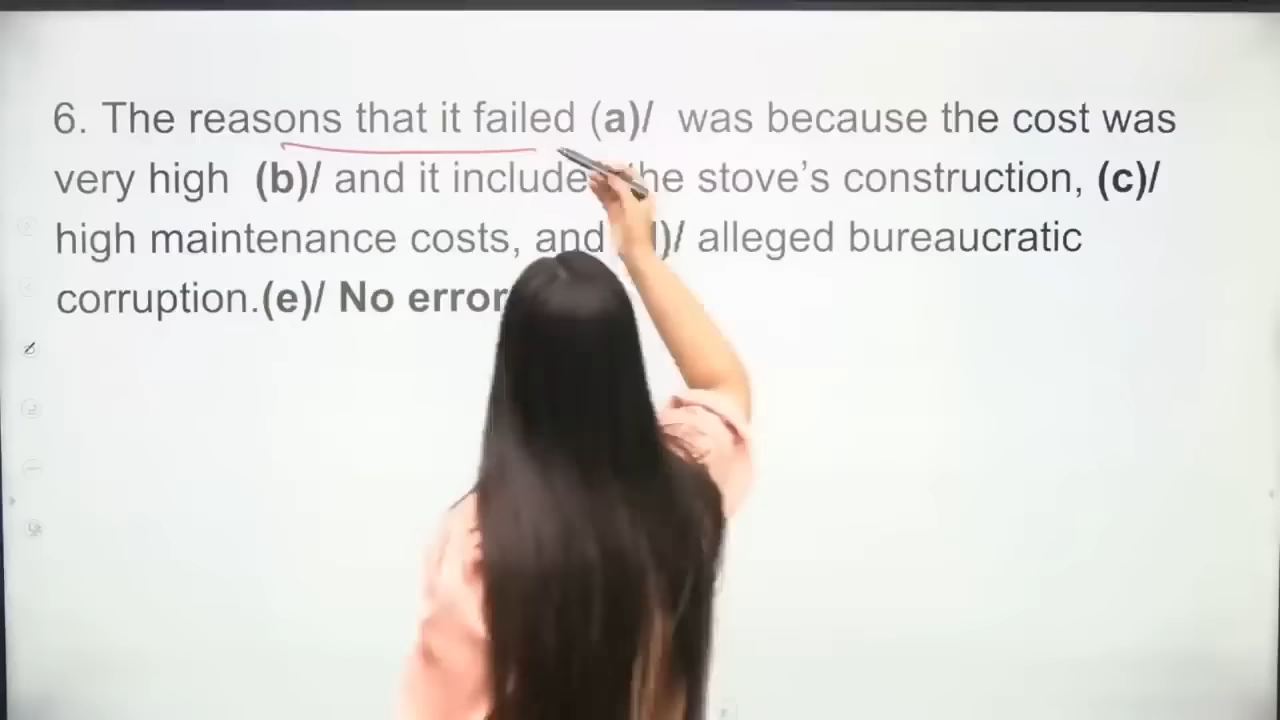 6. The reasons that it failed (a)/ was because the cost was
very high (b)/ and it include the stove's construction, (c)/
high maintenance costs, and )/ alleged bureaucratic
corruption.(e)/ No error